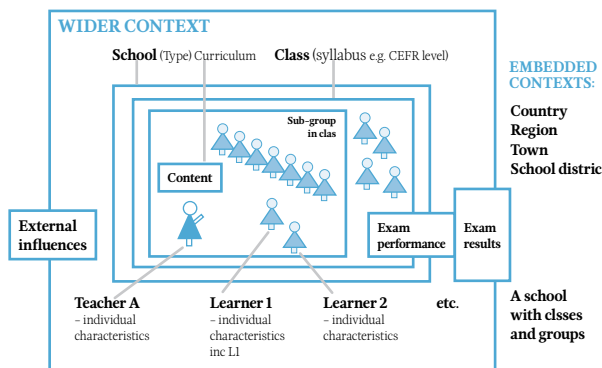 WIDER CONTEXT
School (Type) Curriculum
Class (syllabus e.g. CEFR level)
EMBEDDED
CONTEXTS:
Country
Region
Town
School distric
Sub-group
in clas
Content
External
influences
Exam
performance
Exam
results
Teacher A
– individual
characteristics
Learner 1
– individual
characteristics
inc L1
Learner 2
– individual
characteristics
etc.
A school
with clsses
and groups